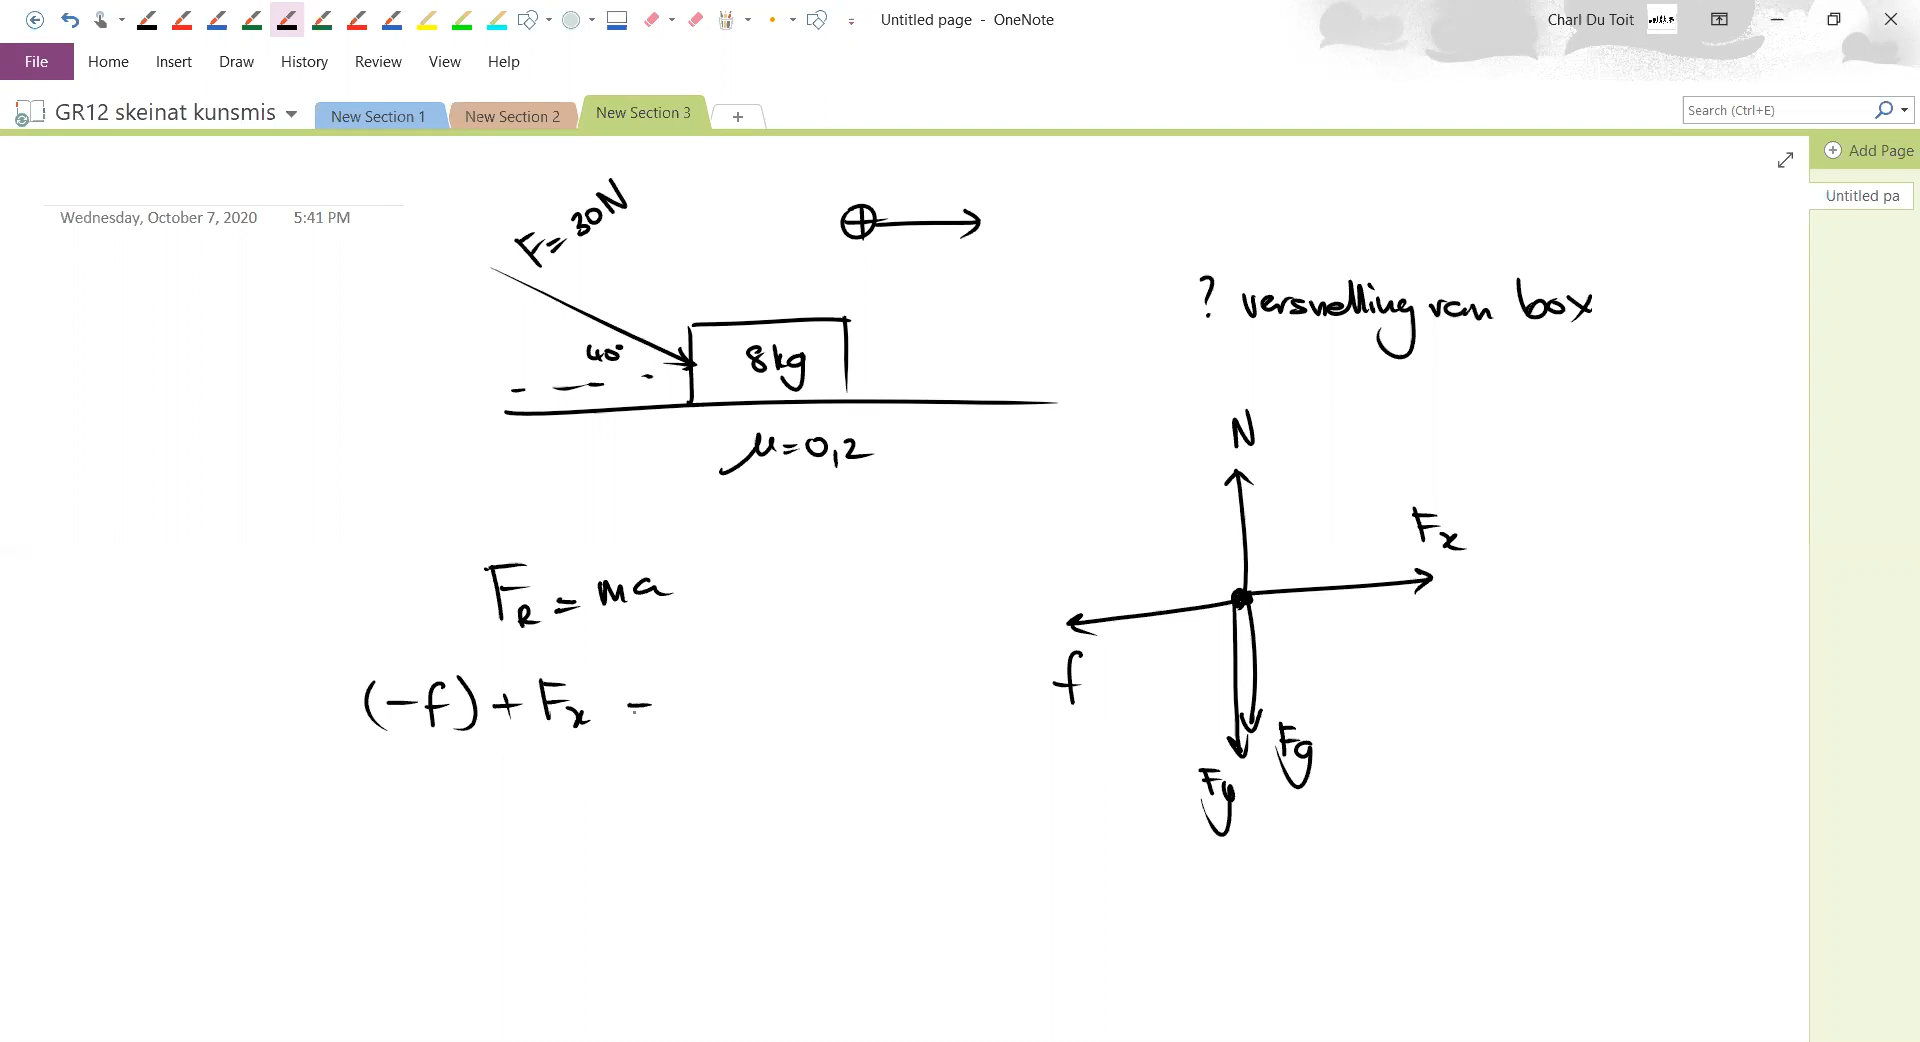 Untitled page - OneNote
Charl Du Toit
File Home Insert Draw History Review View Help
GR12 skeinat kunsmis
New Section 1 New Section 2 New Section 3 +
Search (Ctrl+E)
Add Page
Untitled pa
Wednesday, October 7, 2020 5:41 PM
F = 30N
⊕
? versnelling van box
40°
8kg
μ = 0,2
N
Fx
FR = ma
f
(-f) + Fx -
Fg
Fy